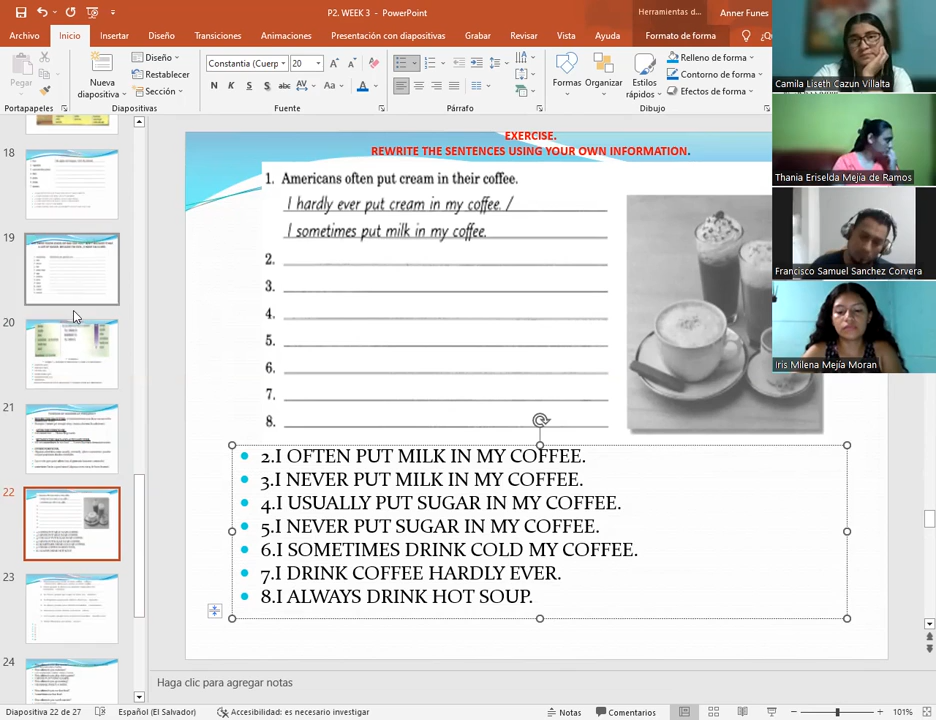 P2. WEEK 3 - PowerPoint
Herramientas d...
Anner Funes
Archivo Inicio Insertar Diseño Transiciones Animaciones Presentación con diapositivas Grabar Revisar Vista Ayuda Formato de forma
Pegar
Nueva diapositiva
Diseño
Restablecer
Sección
Constantia (Cuerp 20
N K S abc AV Aa A
Formas
Organizar
Estilos rápidos
Relleno de forma
Contorno de forma
Efectos de forma
Portapapeles Diapositivas Fuente Párrafo Dibujo
18
19
20
21
22
23
24
EXERCISE.
REWRITE THE SENTENCES USING YOUR OWN INFORMATION.
1. Americans often put cream in their coffee.
I hardly ever put cream in my coffee. /
I sometimes put milk in my coffee.
2.
3.
4.
5.
6.
7.
8.
2.I OFTEN PUT MILK IN MY COFFEE.
3.I NEVER PUT MILK IN MY COFFEE.
4.I USUALLY PUT SUGAR IN MY COFFEE.
5.I NEVER PUT SUGAR IN MY COFFEE.
6.I SOMETIMES DRINK COLD MY COFFEE.
7.I DRINK COFFEE HARDLY EVER.
8.I ALWAYS DRINK HOT SOUP.
Camila Liseth Cazun Villalta
Thania Eriselda Mejia de Ramos
Francisco Samuel Sanchez Corvera
Iris Milena Mejía Moran
Haga clic para agregar notas
Diapositiva 22 de 27 Español (El Salvador) Accesibilidad: es necesario investigar Notas Comentarios 101%